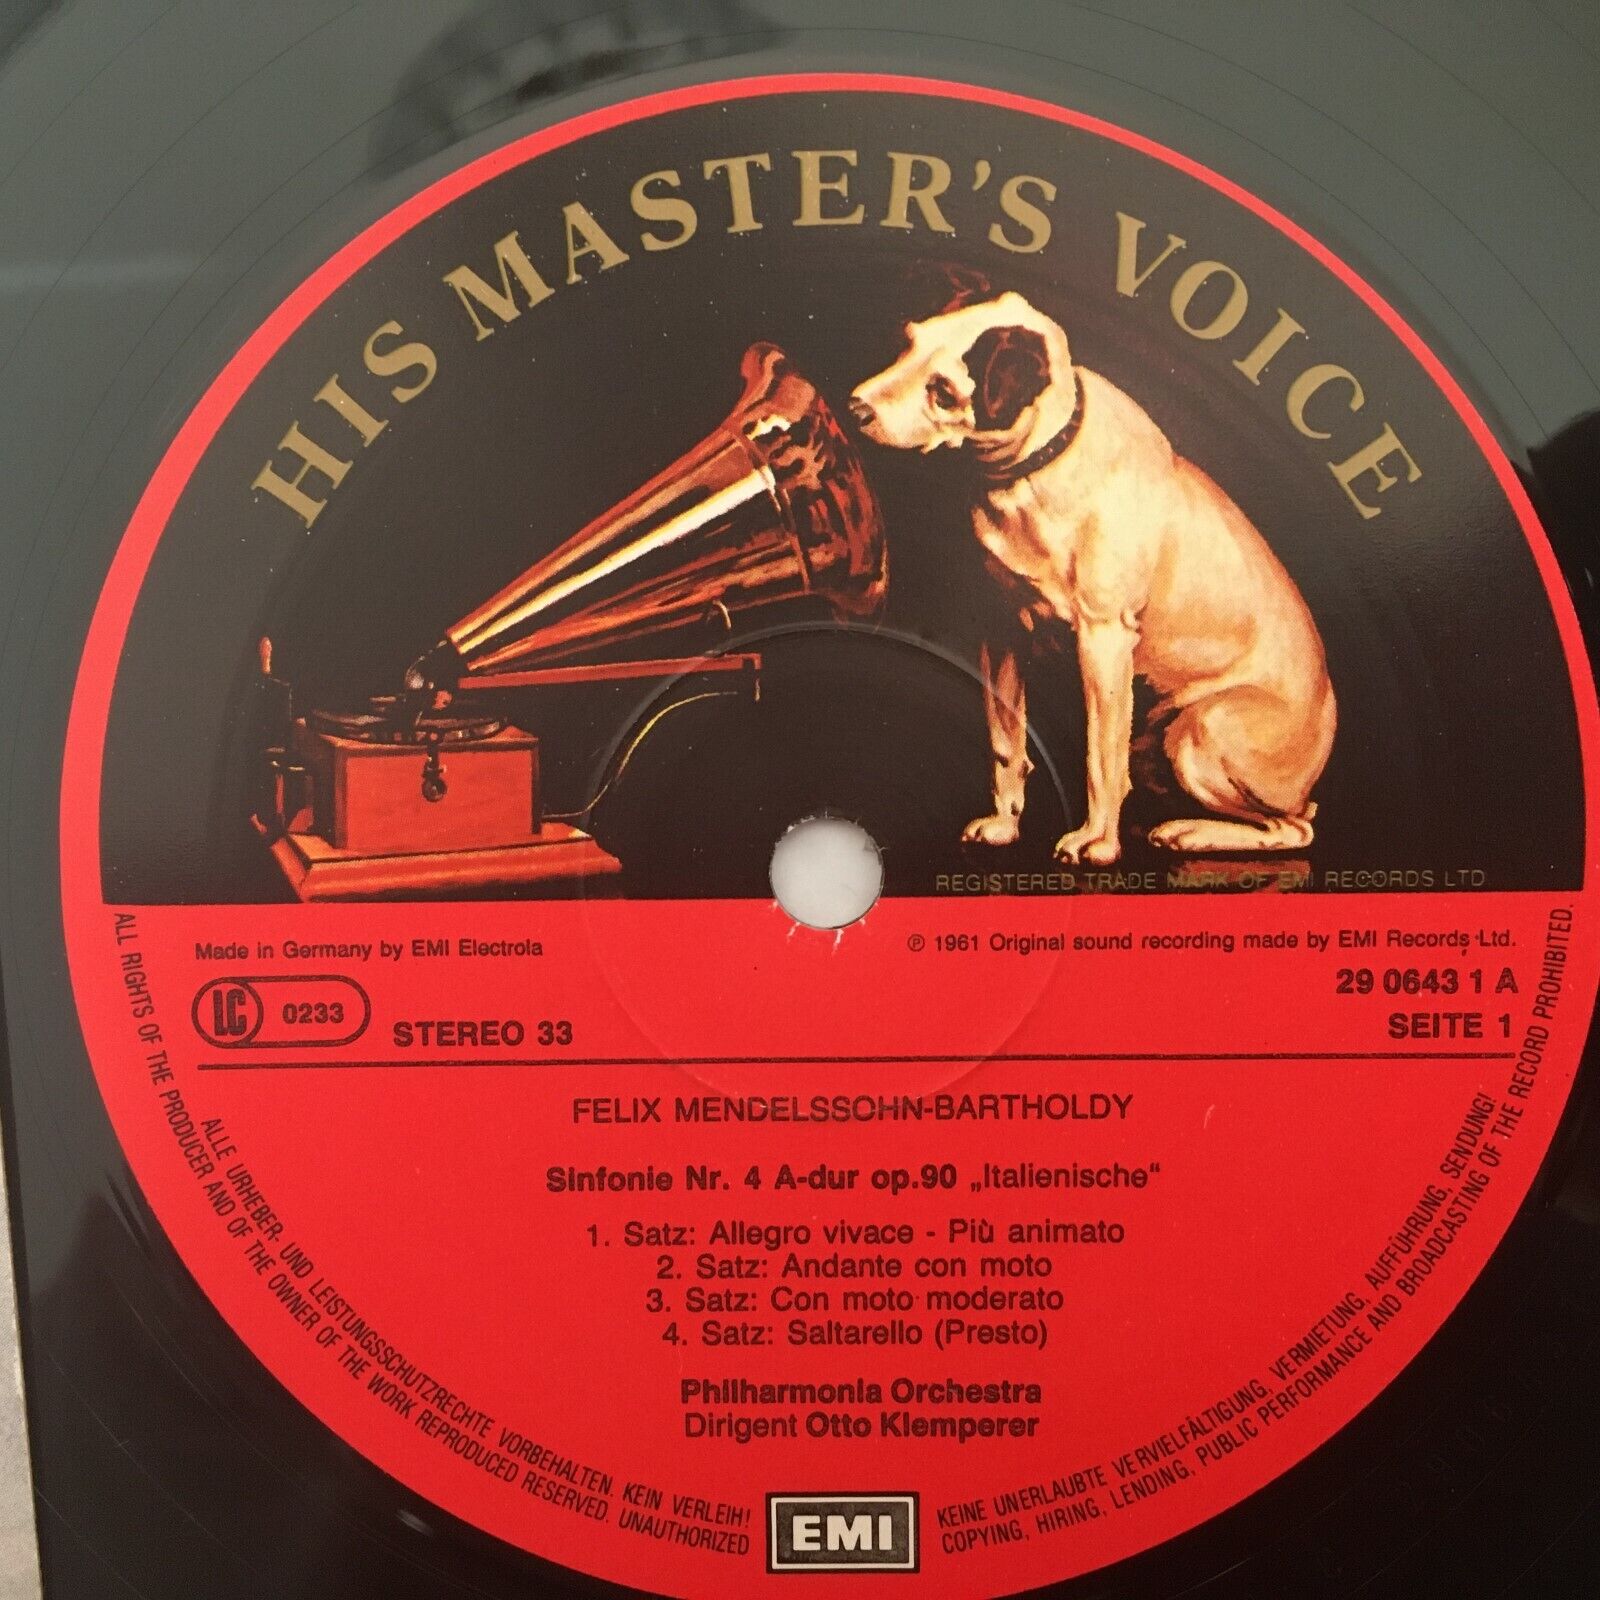 HIS MASTER'S VOICE
REGISTERED TRADE MARK OF EMI RECORDS LTD
Made in Germany by EMI Electrola
℗ 1961 Original sound recording made by EMI Records Ltd.
LC 0233
STEREO 33
29 0643 1 A
SEITE 1
FELIX MENDELSSOHN-BARTHOLDY
Sinfonie Nr. 4 A-dur op.90 „Italienische“
1. Satz: Allegro vivace - Più animato
2. Satz: Andante con moto
3. Satz: Con moto moderato
4. Satz: Saltarello (Presto)
Philharmonia Orchestra
Dirigent Otto Klemperer
EMI
ALLE URHEBER- UND LEISTUNGSSCHUTZRECHTE VORBEHALTEN. KEIN VERLEIH! KEINE UNERLAUBTE VERVIELFÄLTIGUNG, VERMIETUNG, AUFFÜHRUNG, SENDUNG!
ALL RIGHTS OF THE PRODUCER AND OF THE OWNER OF THE WORK REPRODUCED RESERVED. UNAUTHORIZED COPYING, HIRING, LENDING, PUBLIC PERFORMANCE AND BROADCASTING OF THE RECORD PROHIBITED.